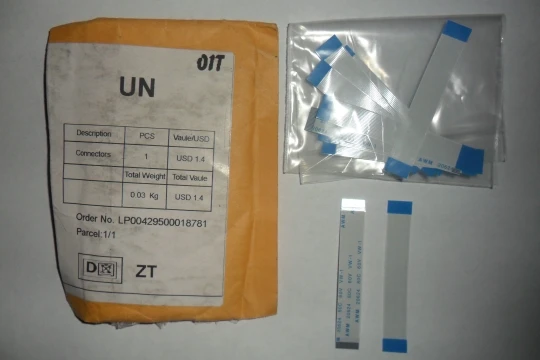 OIT
UN
Description PCS Vaule/USD
Connectors 1 USD 1.4
Total Weight Total Vaule
0.03 Kg USD 1.4
Order No. LP00429500018781
Parcel:1/1
D ZT